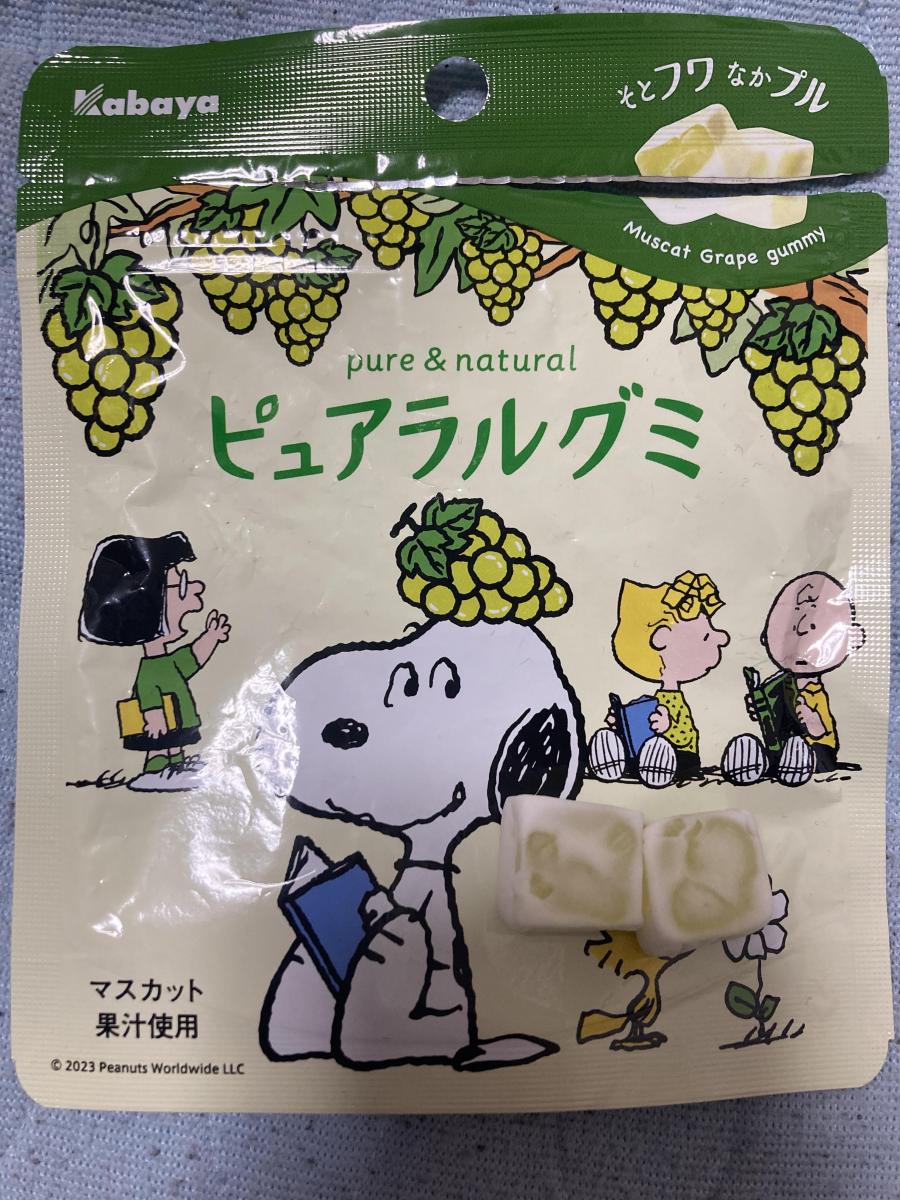 Kabaya
そとフワ なかプル
Muscat Grape gummy
pure & natural
ピュアラルグミ
マスカット
果汁使用
© 2023 Peanuts Worldwide LLC